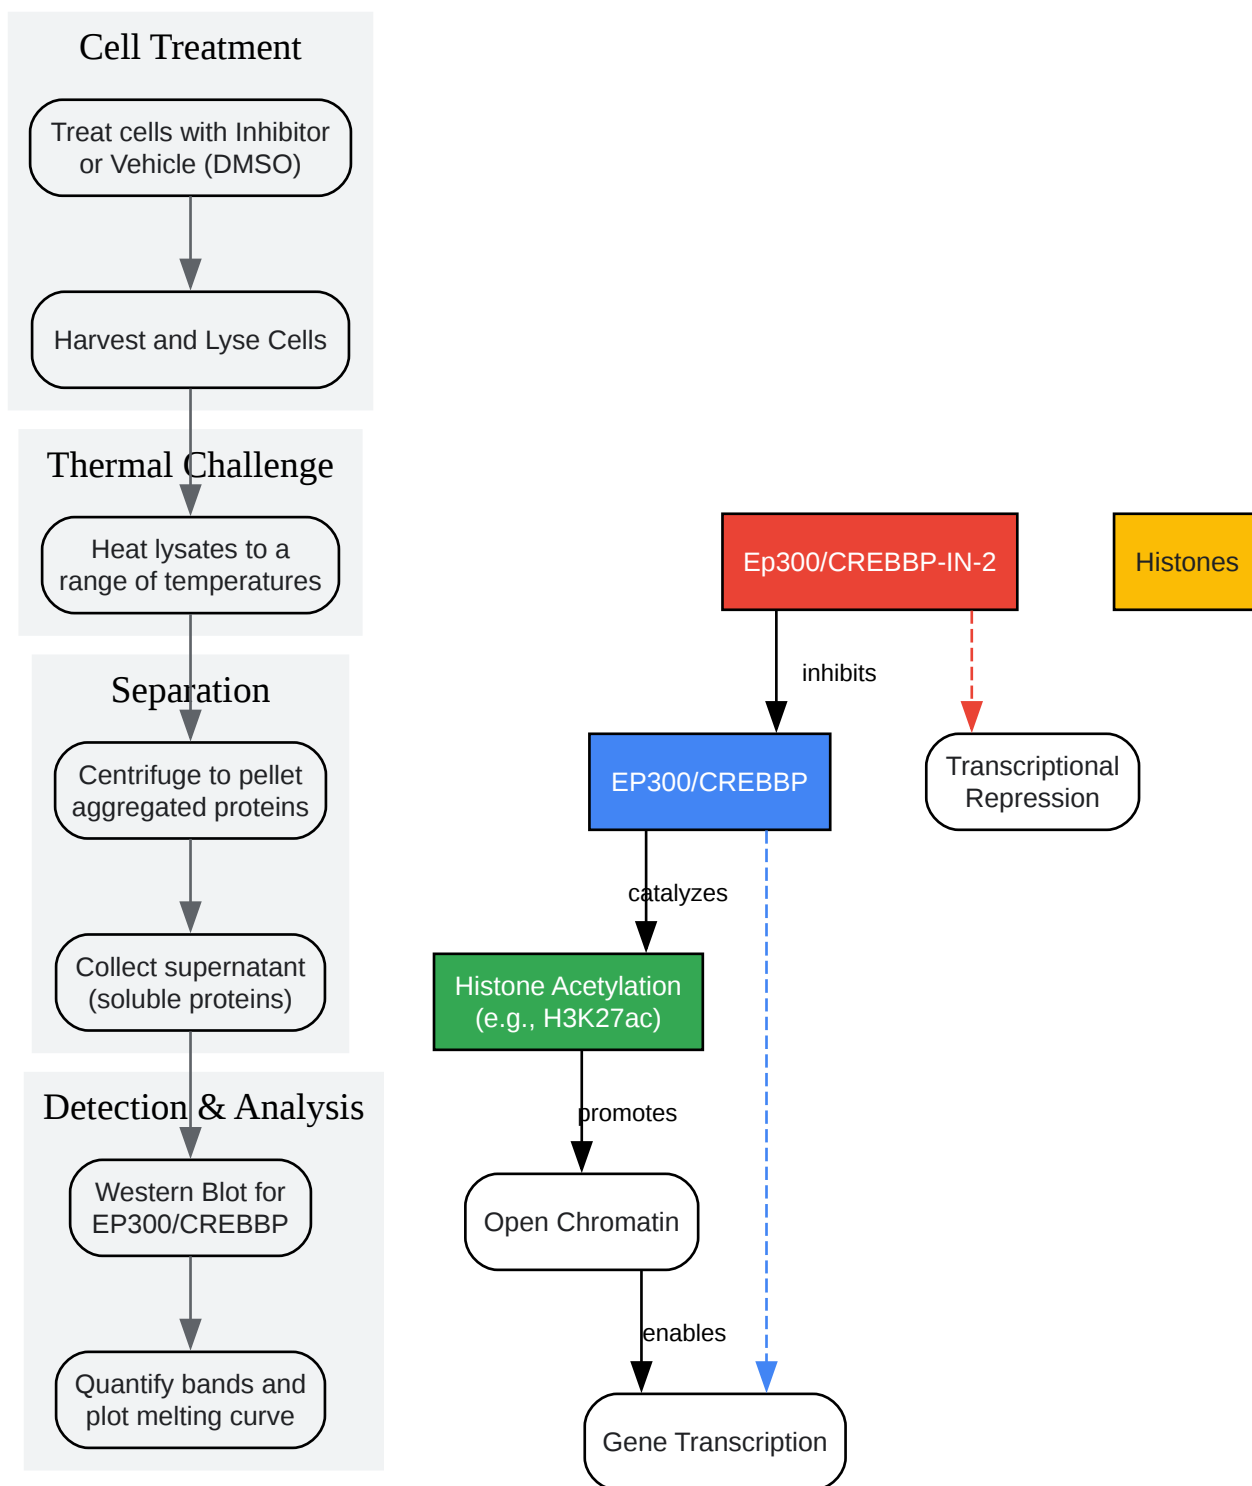 Cell Treatment
Treat cells with Inhibitor
or Vehicle (DMSO)
Harvest and Lyse Cells
Thermal Challenge
Heat lysates to a
range of temperatures
Separation
Centrifuge to pellet
aggregated proteins
Collect supernatant
(soluble proteins)
Detection & Analysis
Western Blot for
EP300/CREBBP
Quantify bands and
plot melting curve
Ep300/CREBBP-IN-2
Histones
inhibits
EP300/CREBBP
Transcriptional
Repression
catalyzes
Histone Acetylation
(e.g., H3K27ac)
promotes
Open Chromatin
enables
Gene Transcription